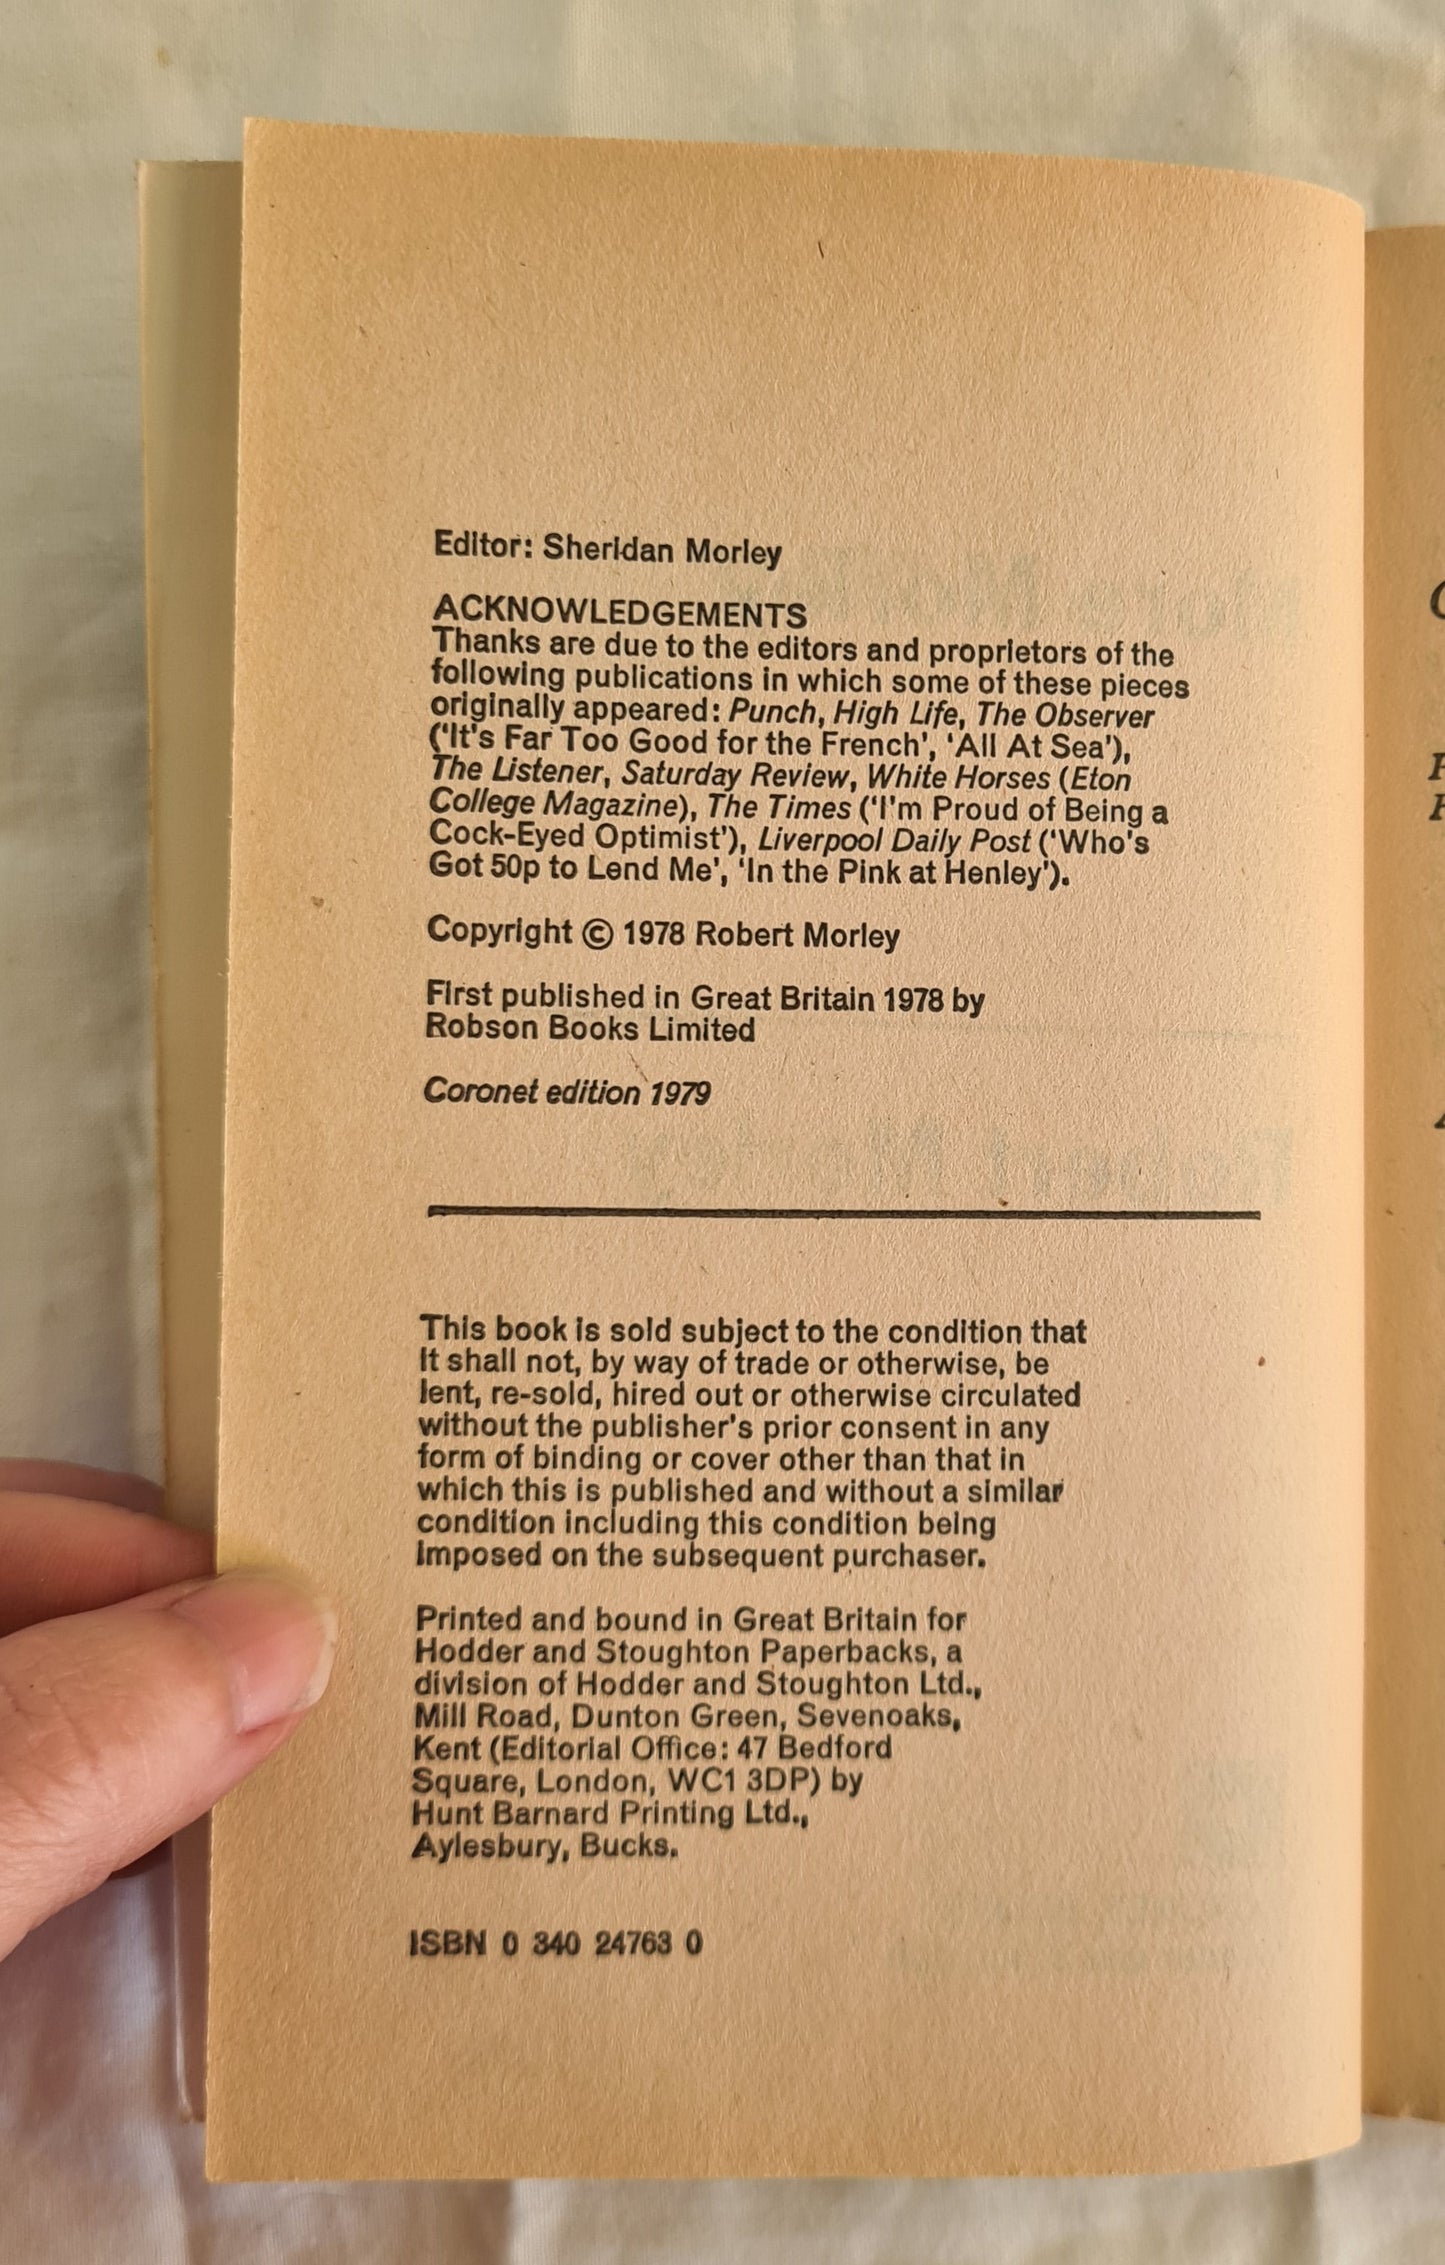 Editor: Sheridan Morley
ACKNOWLEDGEMENTS
Thanks are due to the editors and proprietors of the
following publications in which some of these pieces
originally appeared: Punch, High Life, The Observer
(‘It's Far Too Good for the French’, ‘All At Sea’),
The Listener, Saturday Review, White Horses (Eton
College Magazine), The Times (‘I'm Proud of Being a
Cock-Eyed Optimist’), Liverpool Daily Post (‘Who's
Got 50p to Lend Me’, ‘In the Pink at Henley’).
Copyright © 1978 Robert Morley
First published in Great Britain 1978 by
Robson Books Limited
Coronet edition 1979
This book is sold subject to the condition that
it shall not, by way of trade or otherwise, be
lent, re-sold, hired out or otherwise circulated
without the publisher's prior consent in any
form of binding or cover other than that in
which this is published and without a similar
condition including this condition being
imposed on the subsequent purchaser.
Printed and bound in Great Britain for
Hodder and Stoughton Paperbacks, a
division of Hodder and Stoughton Ltd.,
Mill Road, Dunton Green, Sevenoaks,
Kent (Editorial Office: 47 Bedford
Square, London, WC1 3DP) by
Hunt Barnard Printing Ltd.,
Aylesbury, Bucks.
ISBN 0 340 24763 0